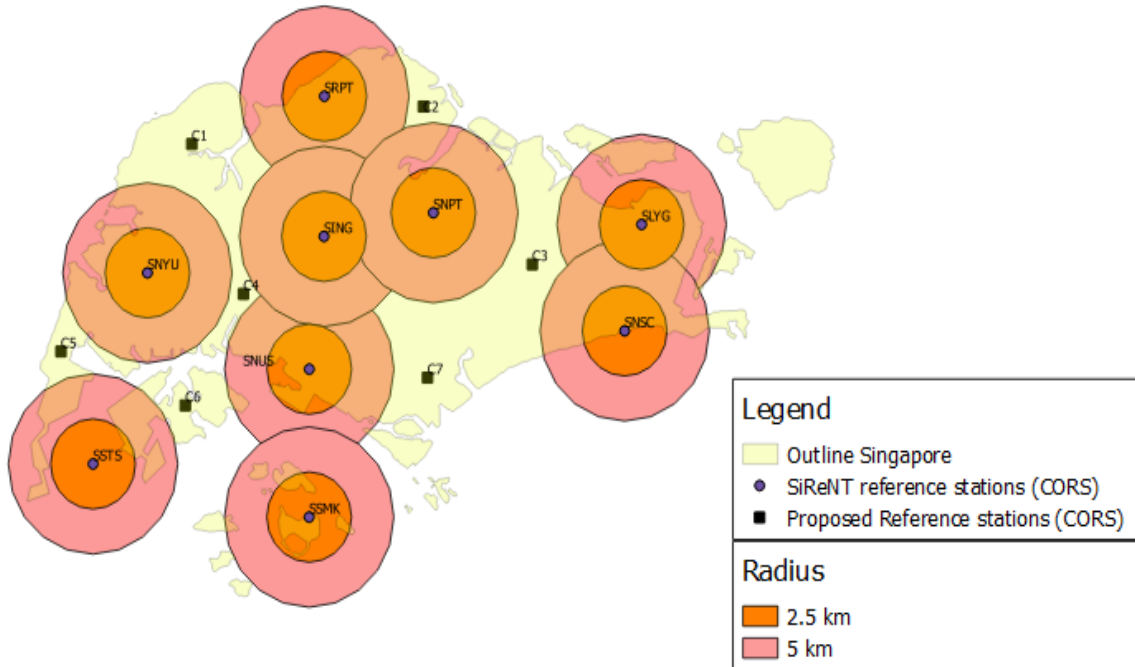 SRPT
C2
C1
SNPT
SLYG
SING
C3
SNYU
C4
SNSC
C5
SNUS
C7
C6
SSTS
SSMK
Legend
Outline Singapore
SiReNT reference stations (CORS)
Proposed Reference stations (CORS)
Radius
2.5 km
5 km